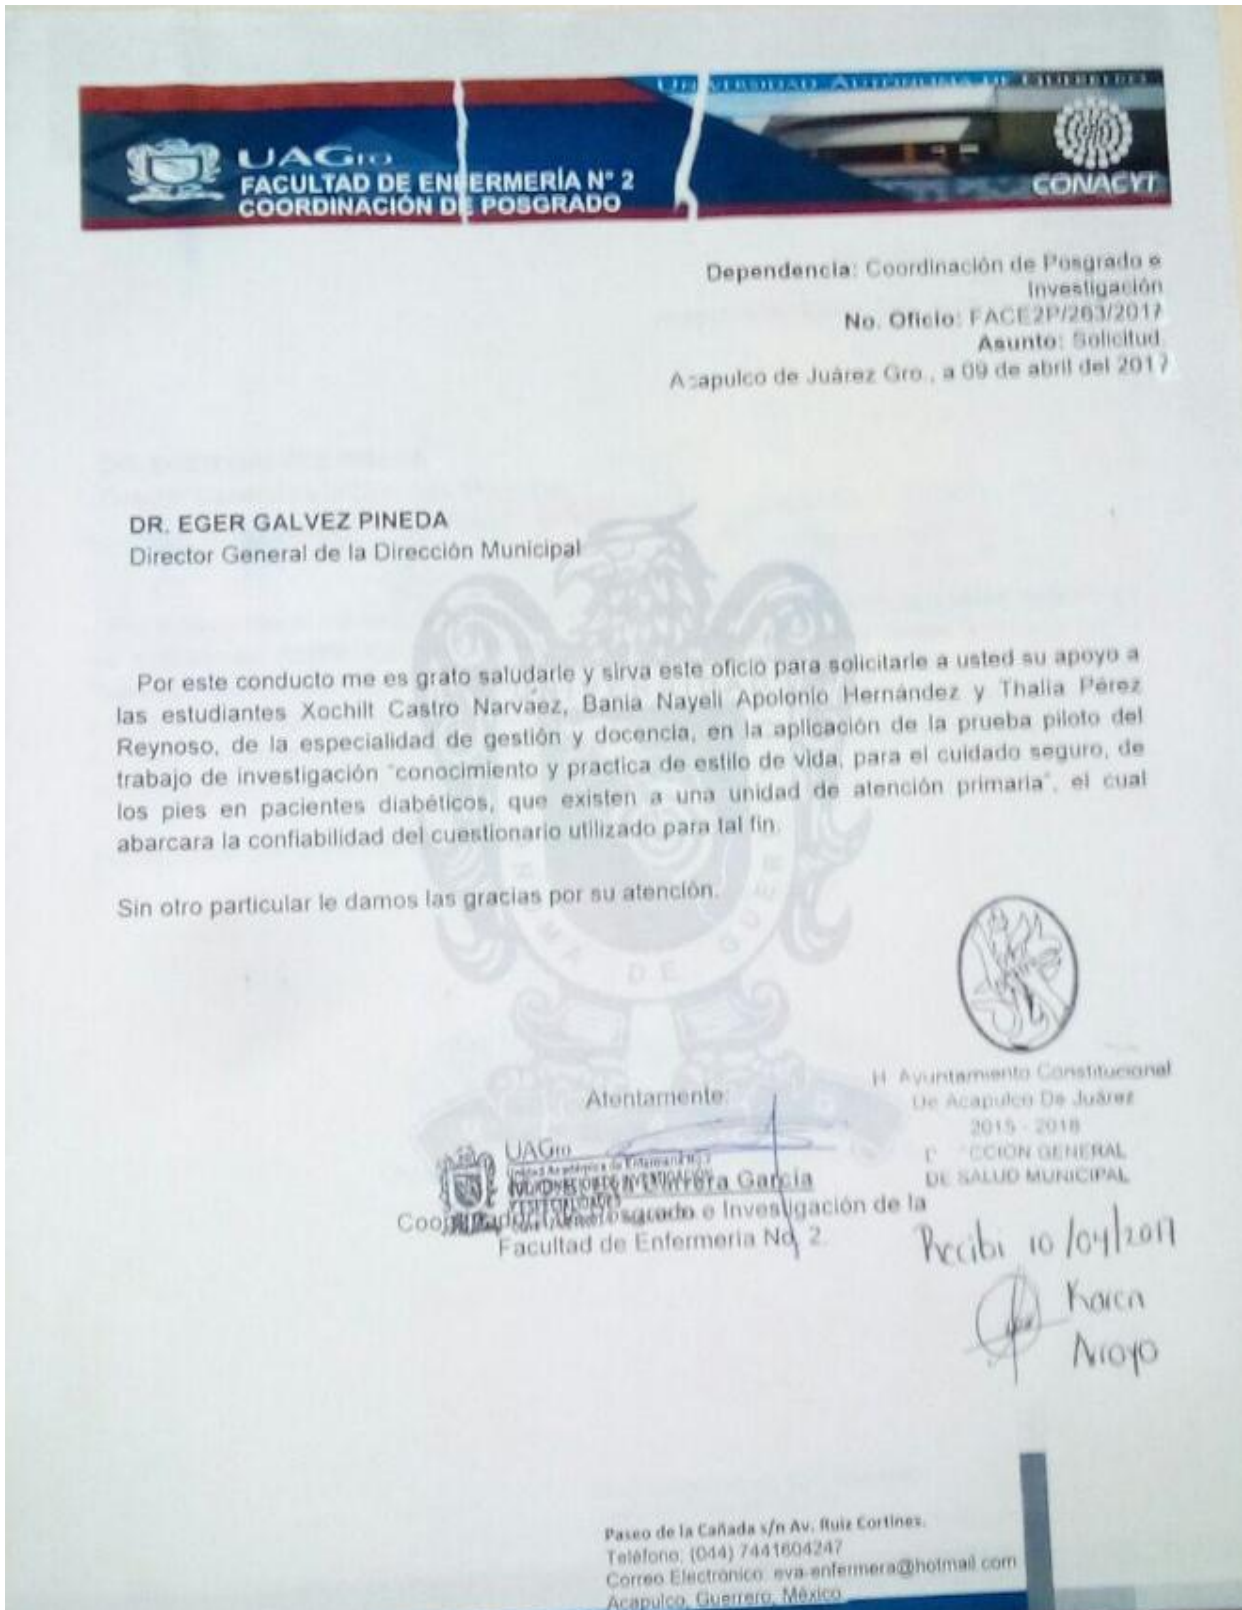 UNIVERSIDAD AUTÓNOMA DE GUERRERO
UAGro
FACULTAD DE ENFERMERÍA N° 2
COORDINACIÓN DE POSGRADO
CONACYT
Dependencia: Coordinación de Posgrado e
Investigación
No. Oficio: FACE2P/263/2017
Asunto: Solicitud.
Acapulco de Juárez Gro., a 09 de abril del 2017
DR. EGER GALVEZ PINEDA
Director General de la Dirección Municipal
Por este conducto me es grato saludarle y sirva este oficio para solicitarle a usted su apoyo a
las estudiantes Xochilt Castro Narváez, Bania Nayeli Apolonio Hernández y Thalia Pérez
Reynoso, de la especialidad de gestión y docencia, en la aplicación de la prueba piloto del
trabajo de investigación "conocimiento y practica de estilo de vida, para el cuidado seguro, de
los pies en pacientes diabéticos, que existen a una unidad de atención primaria", el cual
abarcara la confiabilidad del cuestionario utilizado para tal fin.
Sin otro particular le damos las gracias por su atención.
DE
H. Ayuntamiento Constitucional
De Acapulco De Juárez
2015 - 2018
CCION GENERAL
DE SALUD MUNICIPAL
Atentamente:
UAGro
García
Posgrado e Investigación de la
Facultad de Enfermería No. 2.
Recibi 10/04/2017
Karen
Arroyo
Paseo de la Cañada s/n Av. Ruiz Cortines.
Teléfono: (044) 7441604247
Correo Electrónico: eva-enfermera@hotmail.com
Acapulco, Guerrero, México